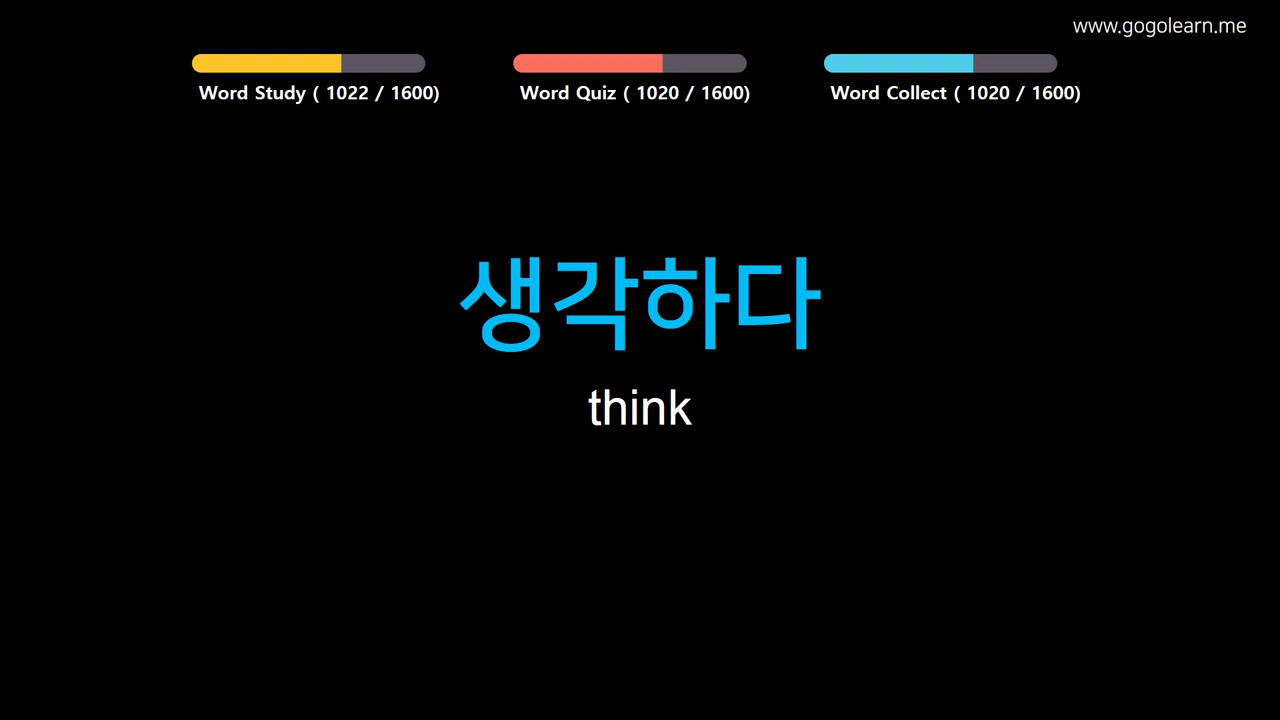 www.gogolearn.me
Word Study ( 1022 / 1600)
Word Quiz ( 1020 / 1600)
Word Collect ( 1020 / 1600)
생각하다
think